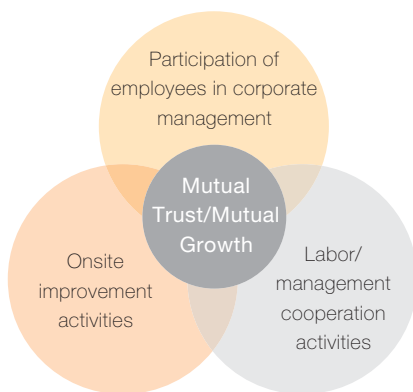 Participation of
employees in corporate
management
Mutual
Trust/Mutual
Growth
Onsite
improvement
activities
Labor/
management
cooperation
activities